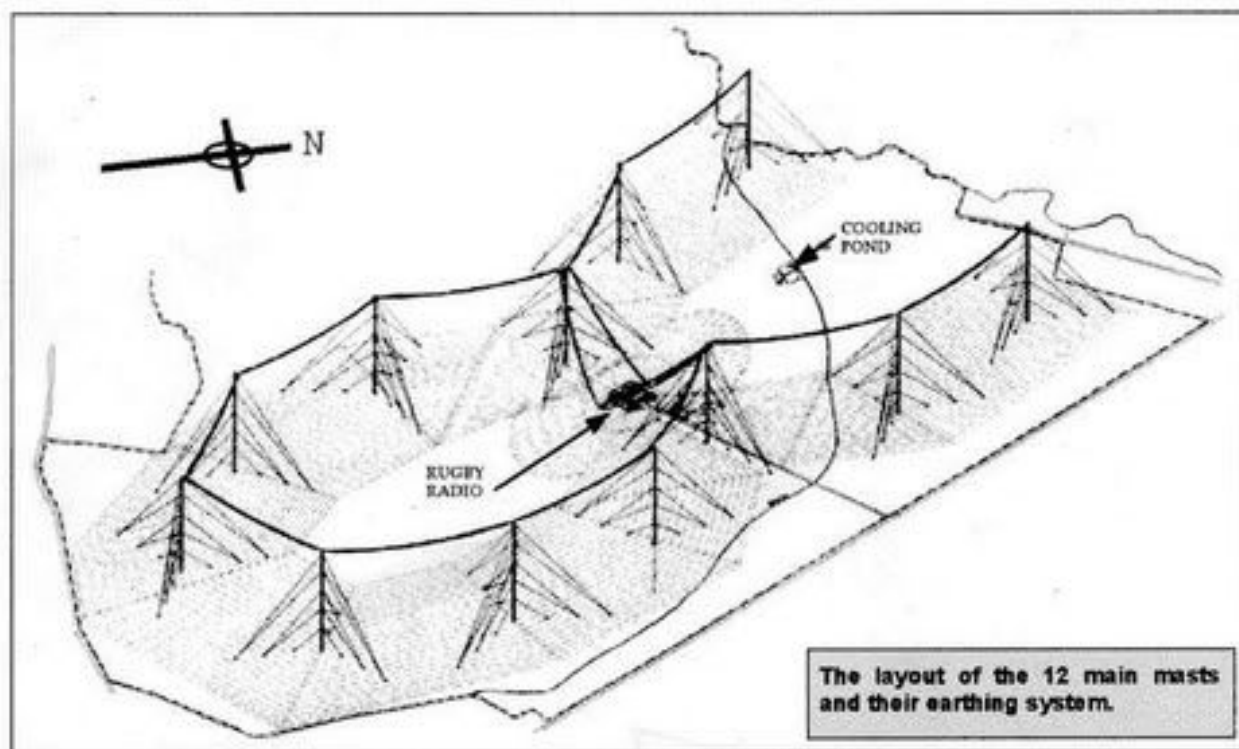 N
COOLING
POND
RUGBY
RADIO
The layout of the 12 main masts
and their earthing system.